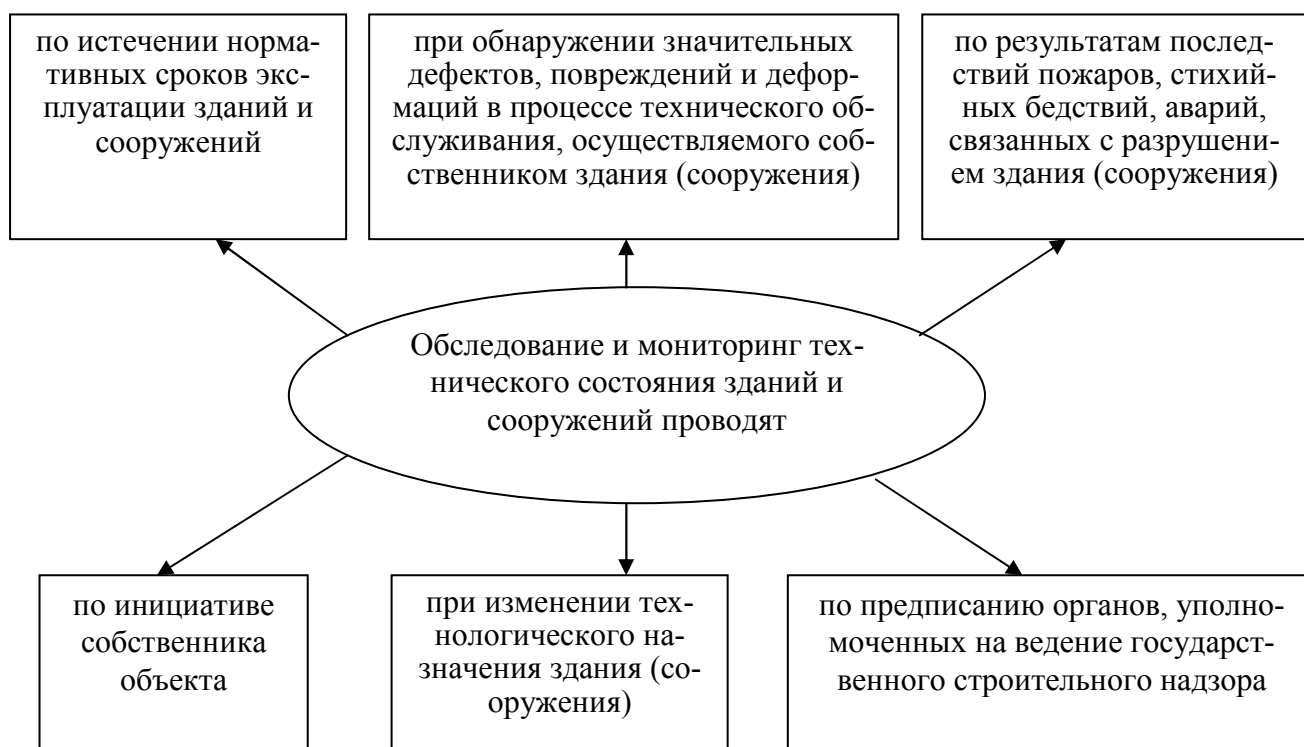 по истечении норма-
тивных сроков экс-
плуатации зданий и
сооружений
при обнаружении значительных
дефектов, повреждений и дефор-
маций в процессе технического об-
служивания, осуществляемого соб-
ственником здания (сооружения)
по результатам послед-
ствий пожаров, стихий-
ных бедствий, аварий,
связанных с разрушени-
ем здания (сооружения)
Обследование и мониторинг тех-
нического состояния зданий и
сооружений проводят
по инициативе
собственника
объекта
при изменении тех-
нологического на-
значения здания (со-
оружения)
по предписанию органов, уполно-
моченных на ведение государст-
венного строительного надзора